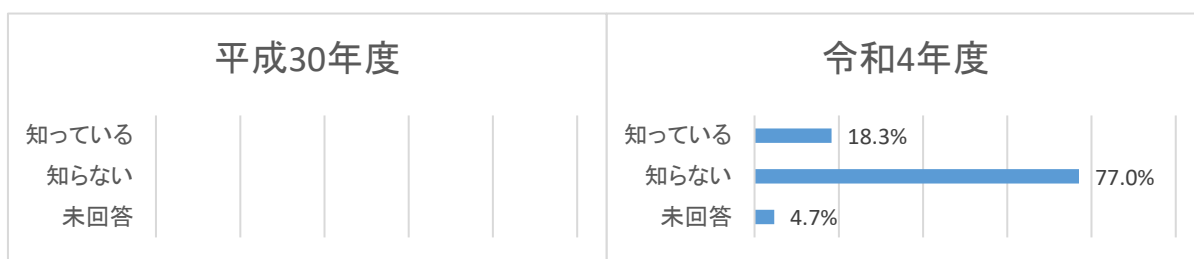 平成30年度
知っている
知らない
未回答
令和4年度
知っている 18.3%
知らない 77.0%
未回答 4.7%